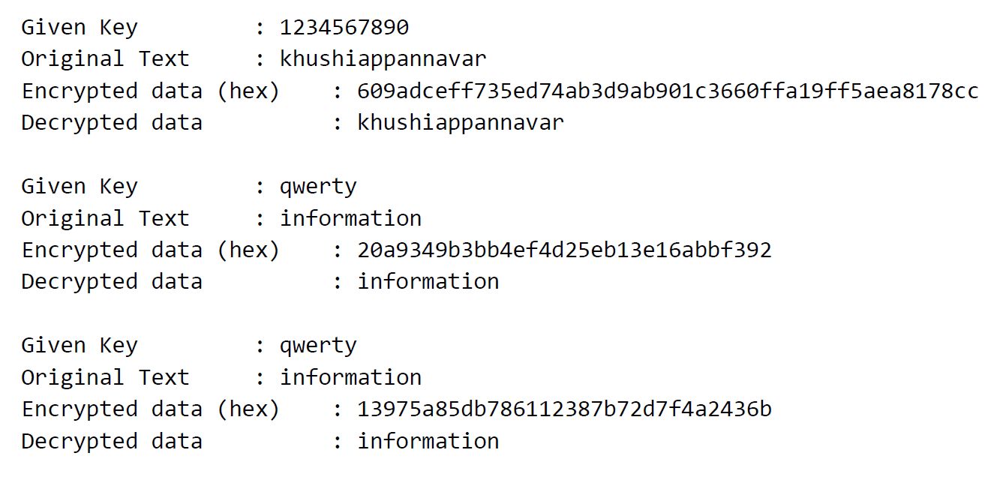 Given Key : 1234567890
Original Text : khushiappannavar
Encrypted data (hex) : 609adceff735ed74ab3d9ab901c3660ffa19ff5aea8178cc
Decrypted data : khushiappannavar
Given Key : qwerty
Original Text : information
Encrypted data (hex) : 20a9349b3bb4ef4d25eb13e16abbf392
Decrypted data : information
Given Key : qwerty
Original Text : information
Encrypted data (hex) : 13975a85db786112387b72d7f4a2436b
Decrypted data : information